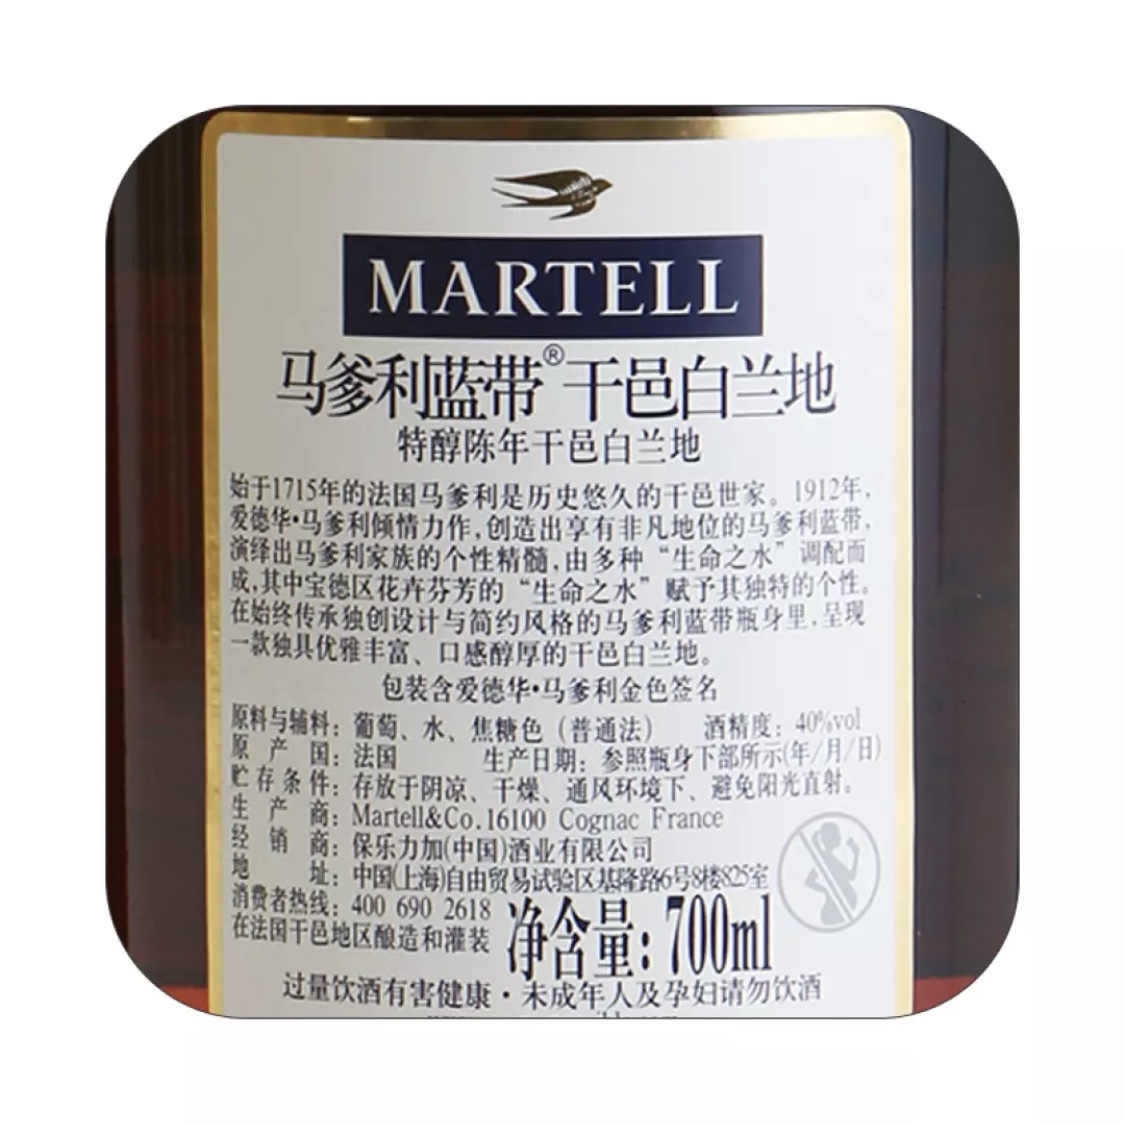 MARTELL
马爹利蓝带®干邑白兰地
特醇陈年干邑白兰地
始于1715年的法国马爹利是历史悠久的干邑世家。1912年,
爱德华•马爹利倾情力作,创造出享有非凡地位的马爹利蓝带,
演绎出马爹利家族的个性精髓,由多种“生命之水”调配而
成,其中宝德区花卉芬芳的“生命之水”赋予其独特的个性。
在始终传承独创设计与简约风格的马爹利蓝带瓶身里,呈现
一款独具优雅丰富、口感醇厚的干邑白兰地。
包装含爱德华•马爹利金色签名
原料与辅料：葡萄、水、焦糖色（普通法） 酒精度：40%vol
原产国：法国 生产日期：参照瓶身下部所示(年/月/日)
贮存条件：存放于阴凉、干燥、通风环境下、避免阳光直射。
生产商：Martell&Co.16100 Cognac France
经销商：保乐力加(中国)酒业有限公司
地址：中国(上海)自由贸易试验区基隆路6号8楼825室
消费者热线：400 690 2618
在法国干邑地区酿造和灌装
净含量：700ml
过量饮酒有害健康·未成年人及孕妇请勿饮酒